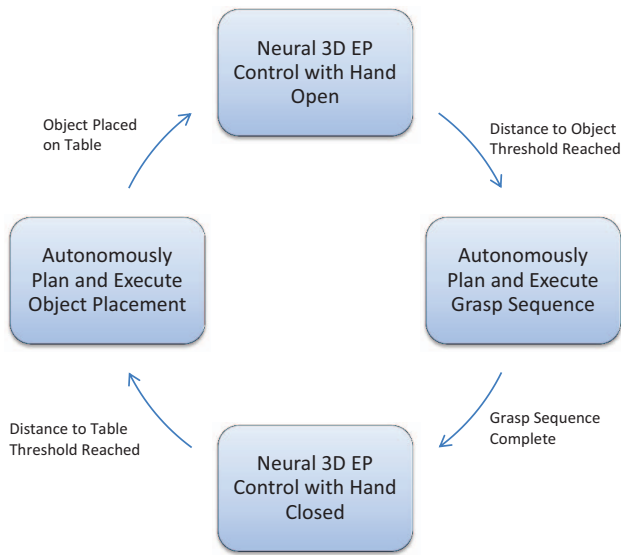 Neural 3D EP
Control with Hand
Open
Object Placed
on Table
Distance to Object
Threshold Reached
Autonomously
Plan and Execute
Object Placement
Autonomously
Plan and Execute
Grasp Sequence
Distance to Table
Threshold Reached
Grasp Sequence
Complete
Neural 3D EP
Control with Hand
Closed